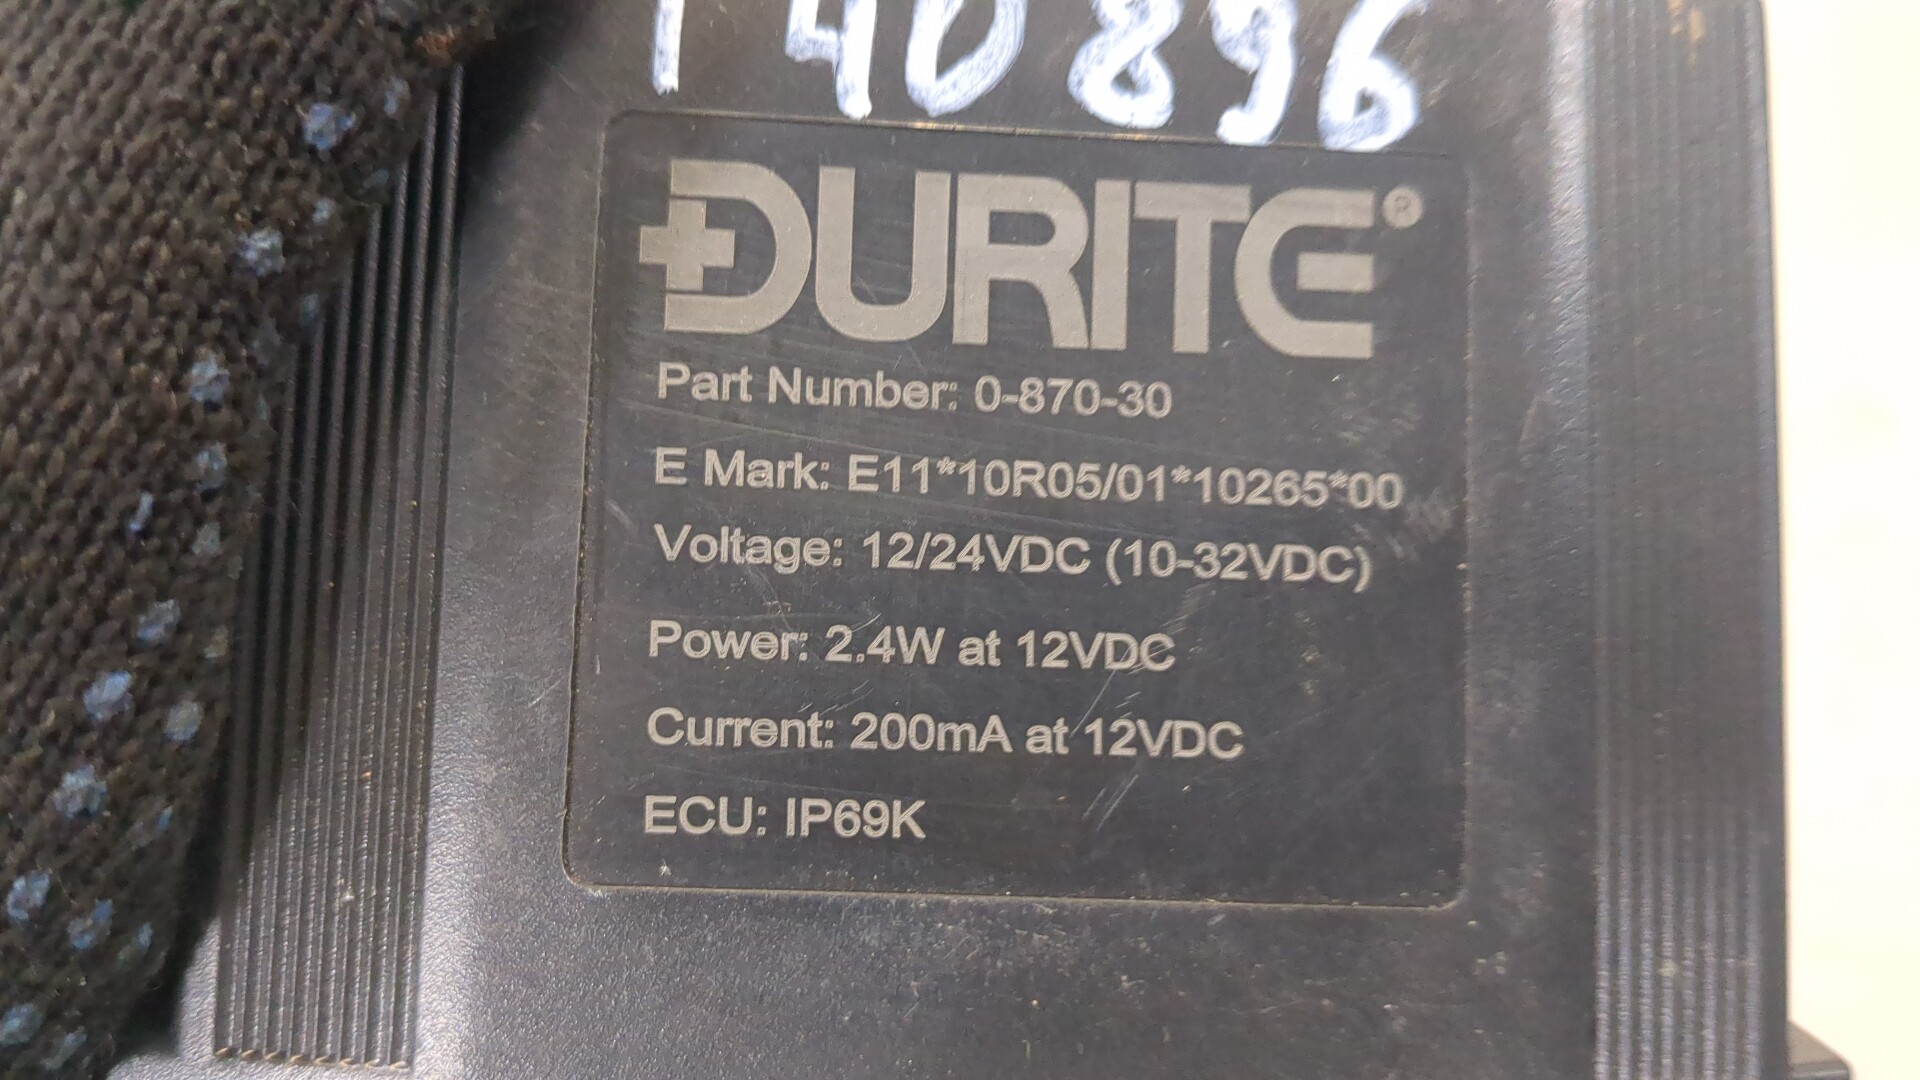 140896
DURITE®
Part Number: 0-870-30
E Mark: E11*10R05/01*10265*00
Voltage: 12/24VDC (10-32VDC)
Power: 2.4W at 12VDC
Current: 200mA at 12VDC
ECU: IP69K